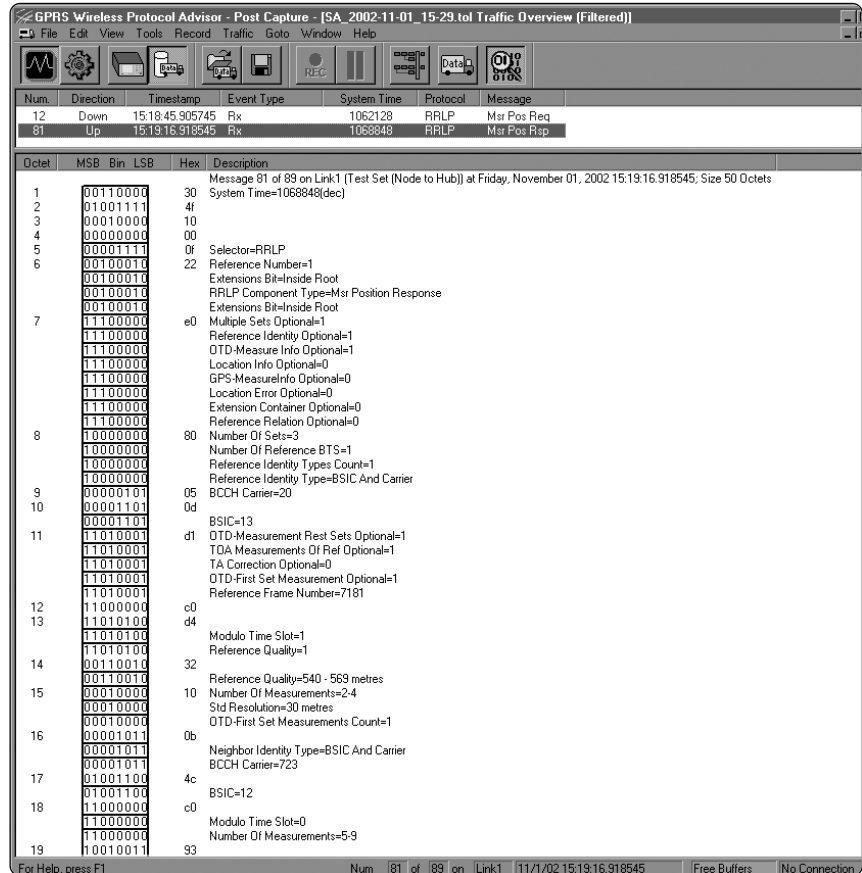 GPRS Wireless Protocol Advisor - Post Capture - [SA_2002-11-01_15-29.tol Traffic Overview (Filtered)]
File Edit View Tools Record Traffic Goto Window Help
REC Data
Num. Direction Timestamp Event Type System Time Protocol Message
12 Down 15:18:45.905745 Rx 1062128 RRLP Msr Pos Req
81 Up 15:19:16.918545 Rx 1068848 RRLP Msr Pos Rsp
Octet MSB Bin LSB Hex Description
Message 81 of 89 on Link1 (Test Set (Node to Hub)) at Friday, November 01, 2002 15:19:16.918545; Size 50 Octets
1 00110000 30 System Time=1068848(dec)
2 01001111 4f
3 00010000 10
4 00000000 00
5 00001111 0f Selector=RRLP
6 00100010 22 Reference Number=1
00100010 Extensions Bit=Inside Root
00100010 RRLP Component Type=Msr Position Response
00100010 Extensions Bit=Inside Root
7 11100000 e0 Multiple Sets Optional=1
11100000 Reference Identity Optional=1
11100000 OTD-Measure Info Optional=1
11100000 Location Info Optional=0
11100000 GPS-MeasureInfo Optional=0
11100000 Location Error Optional=0
11100000 Extension Container Optional=0
11100000 Reference Relation Optional=0
8 10000000 80 Number Of Sets=3
10000000 Number Of Reference BTS=1
10000000 Reference Identity Types Count=1
10000000 Reference Identity Type=BSIC And Carrier
9 00000101 05 BCCH Carrier=20
10 00001101 0d
00001101 BSIC=13
11 11010001 d1 OTD-Measurement Rest Sets Optional=1
11010001 TOA Measurements Of Ref Optional=1
11010001 TA Correction Optional=0
11010001 OTD-First Set Measurement Optional=1
11010001 Reference Frame Number=7181
12 11000000 c0
13 11010100 d4
11010100 Modulo Time Slot=1
11010100 Reference Quality=1
14 00110010 32
00110010 Reference Quality=540 - 569 metres
15 00010000 10 Number Of Measurements=2-4
00010000 Std Resolution=30 metres
00010000 OTD-First Set Measurements Count=1
16 00001011 0b
00001011 Neighbor Identity Type=BSIC And Carrier
00001011 BCCH Carrier=723
17 01001100 4c
01001100 BSIC=12
18 11000000 c0
11000000 Modulo Time Slot=0
11000000 Number Of Measurements=5-9
19 10010011 93
For Help, press F1 Num 81 of 89 on Link1 11/1/02 15:19:16.918545 Free Buffers No Connection